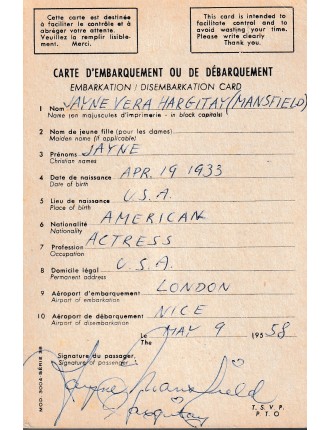 Cette carte est destinée
à faciliter le contrôle et à
abréger votre attente.
Veuillez la remplir lisible-
ment. Merci.
This card is intended to
facilitate control and to
avoid wasting your time.
Please write clearly
Thank you.
CARTE D'EMBARQUEMENT OU DE DÉBARQUEMENT
EMBARKATION / DISEMBARKATION CARD
1 Nom JAYNE VERA HARGITAY (MANSFIELD)
Name (en majuscules d'imprimerie - in block capitals)
2 Nom de jeune fille (pour les dames)
Maiden name (if applicable)
3 Prénoms JAYNE
Christian names
4 Date de naissance APR. 19 1933
Date of birth
5 Lieu de naissance U.S.A.
Place of birth
6 Nationalité AMERICAN
Nationality
7 Profession ACTRESS
Occupation
8 Domicile légal U.S.A.
Permanent address
9 Aéroport d'embarquement LONDON
Airport of embarkation
10 Aéroport de débarquement NICE
Airport of disembarkation
Le MAY 9 195 58
The
Signature du passager
Signature of passenger
Jayne Mansfield
Hargitay
T. S. V. P.
P T O